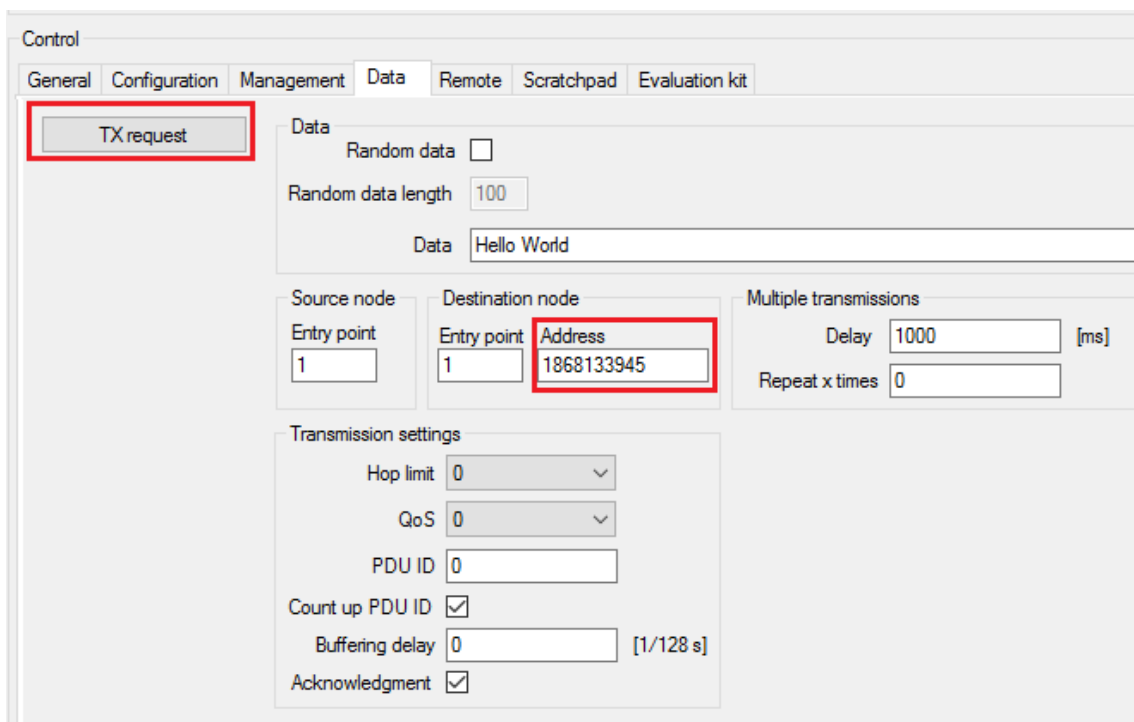 Control
General Configuration Management Data Remote Scratchpad Evaluation kit
TX request
Data
Random data
Random data length 100
Data Hello World
Source node
Entry point
1
Destination node
Entry point Address
1 1868133945
Multiple transmissions
Delay 1000 [ms]
Repeat x times 0
Transmission settings
Hop limit 0
QoS 0
PDU ID 0
Count up PDU ID
Buffering delay 0 [1/128 s]
Acknowledgment